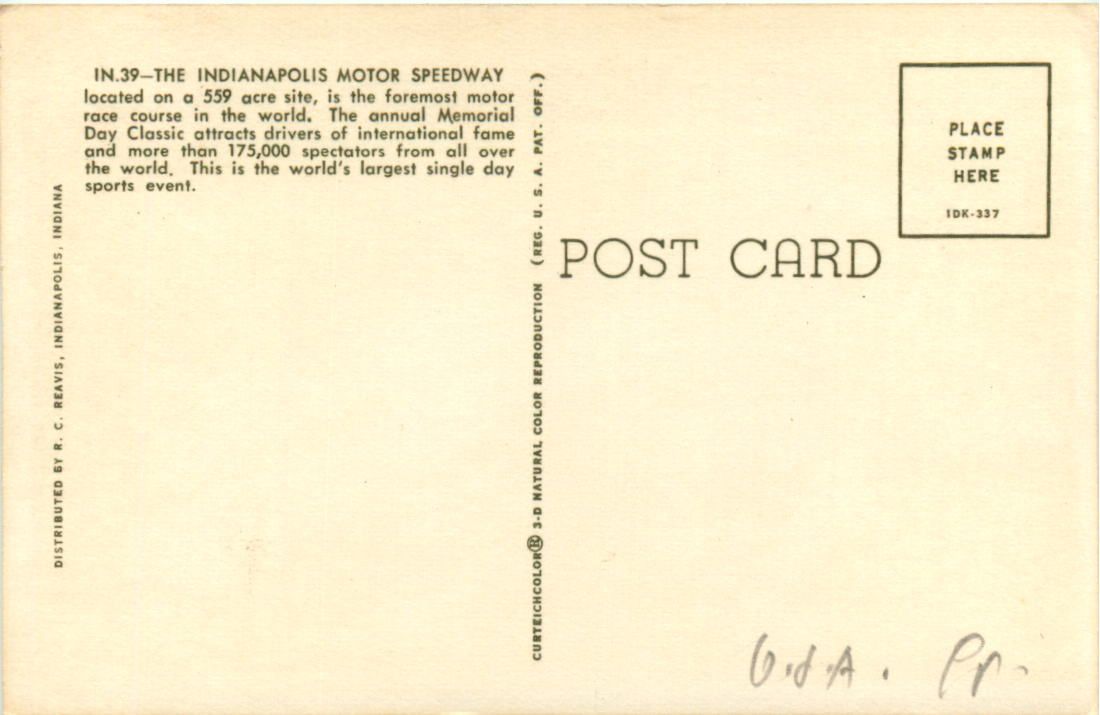 IN.39—THE INDIANAPOLIS MOTOR SPEEDWAY
located on a 559 acre site, is the foremost motor
race course in the world. The annual Memorial
Day Classic attracts drivers of international fame
and more than 175,000 spectators from all over
the world. This is the world's largest single day
sports event.
DISTRIBUTED BY R. C. REAVIS, INDIANAPOLIS, INDIANA
CURTEICHCOLOR® 3-D NATURAL COLOR REPRODUCTION (REG. U. S. A. PAT. OFF.)
POST CARD
PLACE
STAMP
HERE
IDK-337
U.S.A.